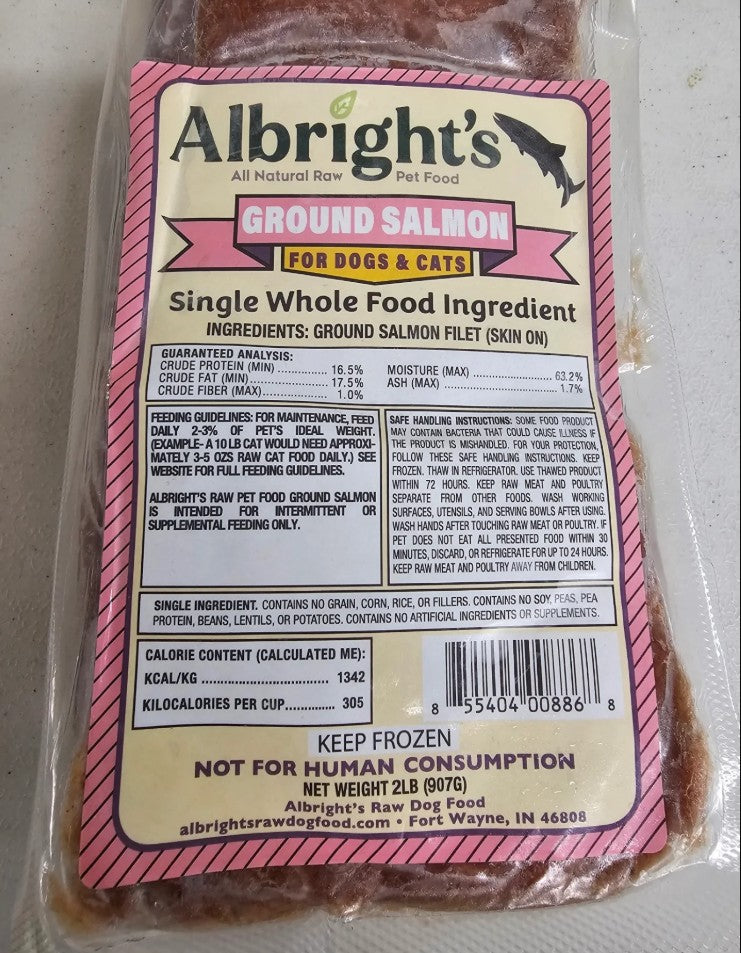 Albright's
All Natural Raw Pet Food
GROUND SALMON
FOR DOGS & CATS
Single Whole Food Ingredient
INGREDIENTS: GROUND SALMON FILET (SKIN ON)
GUARANTEED ANALYSIS:
CRUDE PROTEIN (MIN) .............. 16.5%
CRUDE FAT (MIN)...................... 17.5%
CRUDE FIBER (MAX)................... 1.0%
MOISTURE (MAX) ...................... 63.2%
ASH (MAX) .............................. 1.7%
FEEDING GUIDELINES: FOR MAINTENANCE, FEED
DAILY 2-3% OF PET'S IDEAL WEIGHT.
(EXAMPLE- A 10 LB CAT WOULD NEED APPROXI-
MATELY 3-5 OZS RAW CAT FOOD DAILY.) SEE
WEBSITE FOR FULL FEEDING GUIDELINES.
ALBRIGHT'S RAW PET FOOD GROUND SALMON
IS INTENDED FOR INTERMITTENT OR
SUPPLEMENTAL FEEDING ONLY.
SAFE HANDLING INSTRUCTIONS: SOME FOOD PRODUCT
MAY CONTAIN BACTERIA THAT COULD CAUSE ILLNESS IF
THE PRODUCT IS MISHANDLED. FOR YOUR PROTECTION,
FOLLOW THESE SAFE HANDLING INSTRUCTIONS. KEEP
FROZEN. THAW IN REFRIGERATOR. USE THAWED PRODUCT
WITHIN 72 HOURS. KEEP RAW MEAT AND POULTRY
SEPARATE FROM OTHER FOODS. WASH WORKING
SURFACES, UTENSILS, AND SERVING BOWLS AFTER USING.
WASH HANDS AFTER TOUCHING RAW MEAT OR POULTRY. IF
PET DOES NOT EAT ALL PRESENTED FOOD WITHIN 30
MINUTES, DISCARD, OR REFRIGERATE FOR UP TO 24 HOURS.
KEEP RAW MEAT AND POULTRY AWAY FROM CHILDREN.
SINGLE INGREDIENT. CONTAINS NO GRAIN, CORN, RICE, OR FILLERS. CONTAINS NO SOY, PEAS, PEA
PROTEIN, BEANS, LENTILS, OR POTATOES. CONTAINS NO ARTIFICIAL INGREDIENTS OR SUPPLEMENTS.
CALORIE CONTENT (CALCULATED ME):
KCAL/KG ................................ 1342
KILOCALORIES PER CUP............. 305
8 55404 00886 8
KEEP FROZEN
NOT FOR HUMAN CONSUMPTION
NET WEIGHT 2LB (907G)
Albright's Raw Dog Food
albrightsrawdogfood.com • Fort Wayne, IN 46808